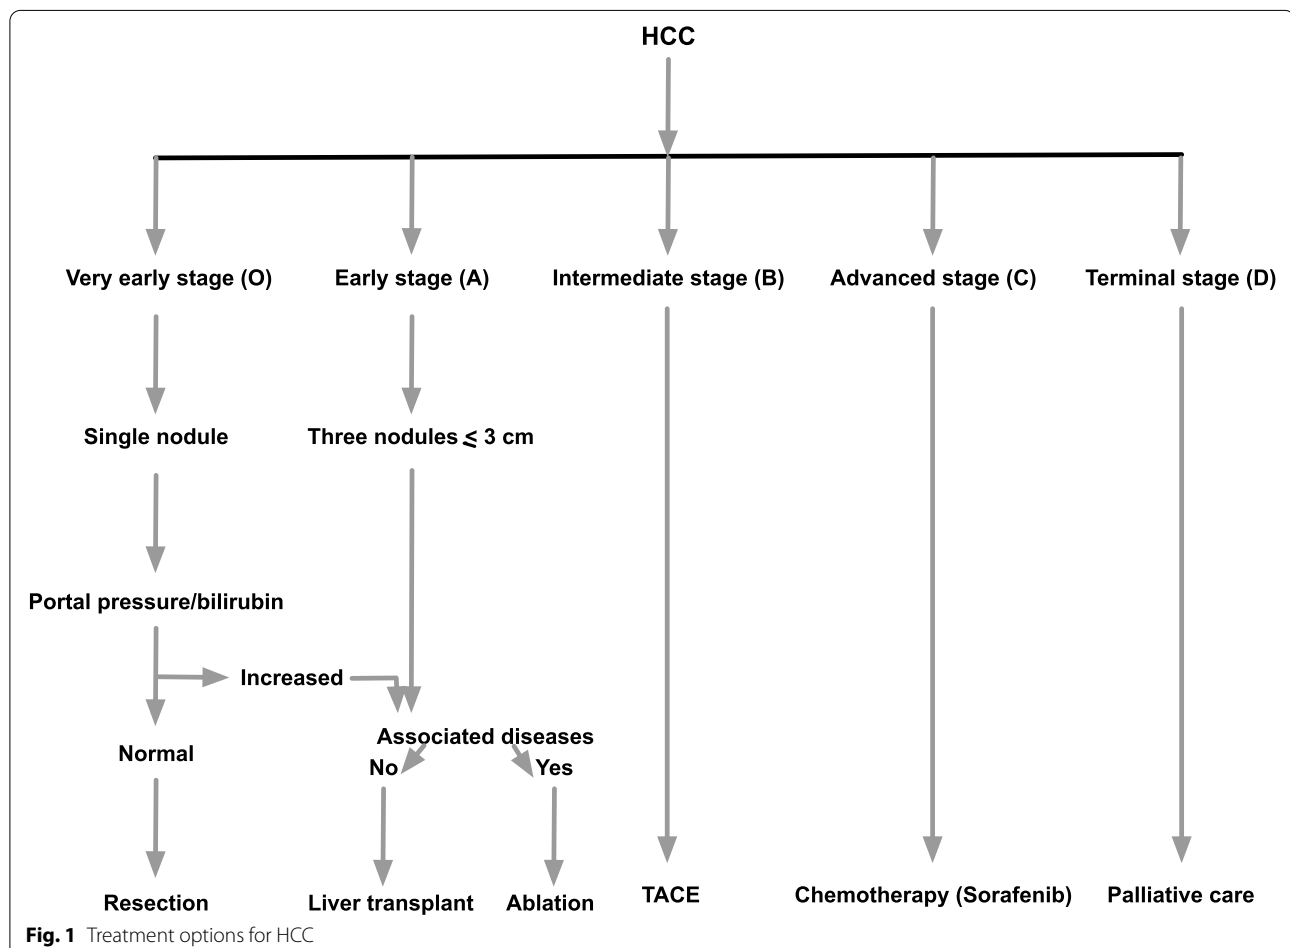 HCC
Very early stage (O)
Early stage (A)
Intermediate stage (B)
Advanced stage (C)
Terminal stage (D)
Single nodule
Three nodules ⩽ 3 cm
Portal pressure/bilirubin
Increased
Normal
Associated diseases
No
Yes
Resection
Liver transplant
Ablation
TACE
Chemotherapy (Sorafenib)
Palliative care
Fig. 1 Treatment options for HCC